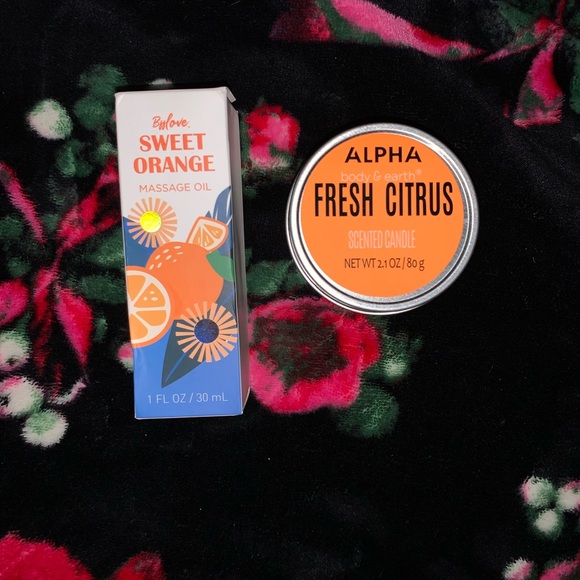 Bylove.
SWEET
ORANGE
MASSAGE OIL
1 FL OZ / 30 mL
ALPHA
body & earth®
FRESH CITRUS
SCENTED CANDLE
NET WT 2.1 OZ / 80 g